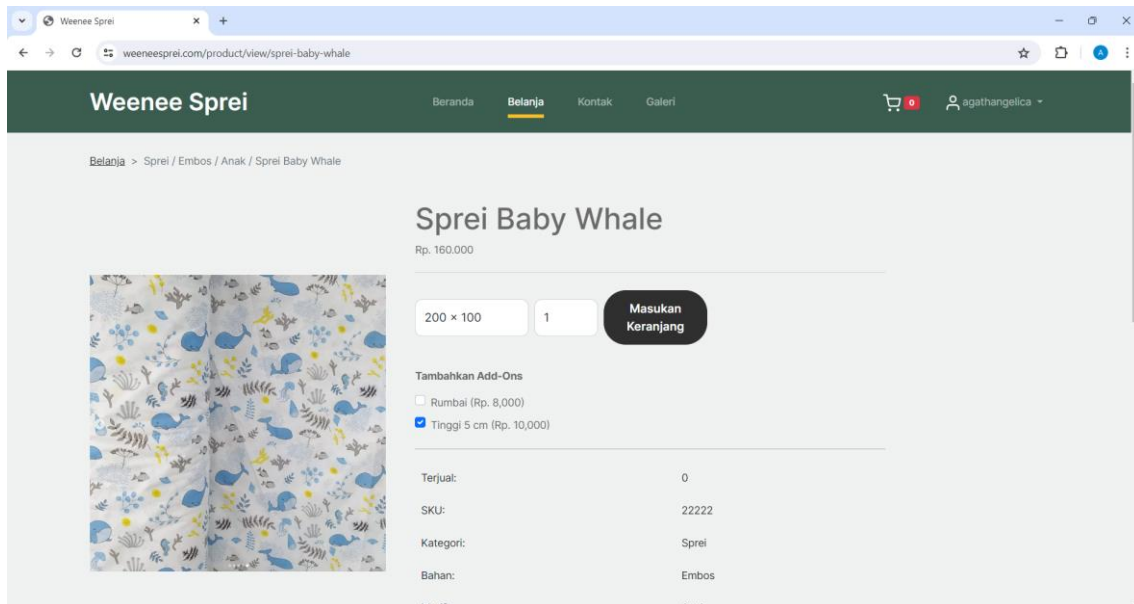 Weenee Sprei
weeneesprei.com/product/view/sprei-baby-whale
A
Weenee Sprei
Beranda
Belanja
Kontak
Galeri
0
agathangelica
Belanja > Sprei / Embos / Anak / Sprei Baby Whale
Sprei Baby Whale
Rp. 160.000
200 × 100
1
Masukan
Keranjang
Tambahkan Add-Ons
Rumbai (Rp. 8,000)
Tinggi 5 cm (Rp. 10,000)
Terjual: 0
SKU: 22222
Kategori: Sprei
Bahan: Embos